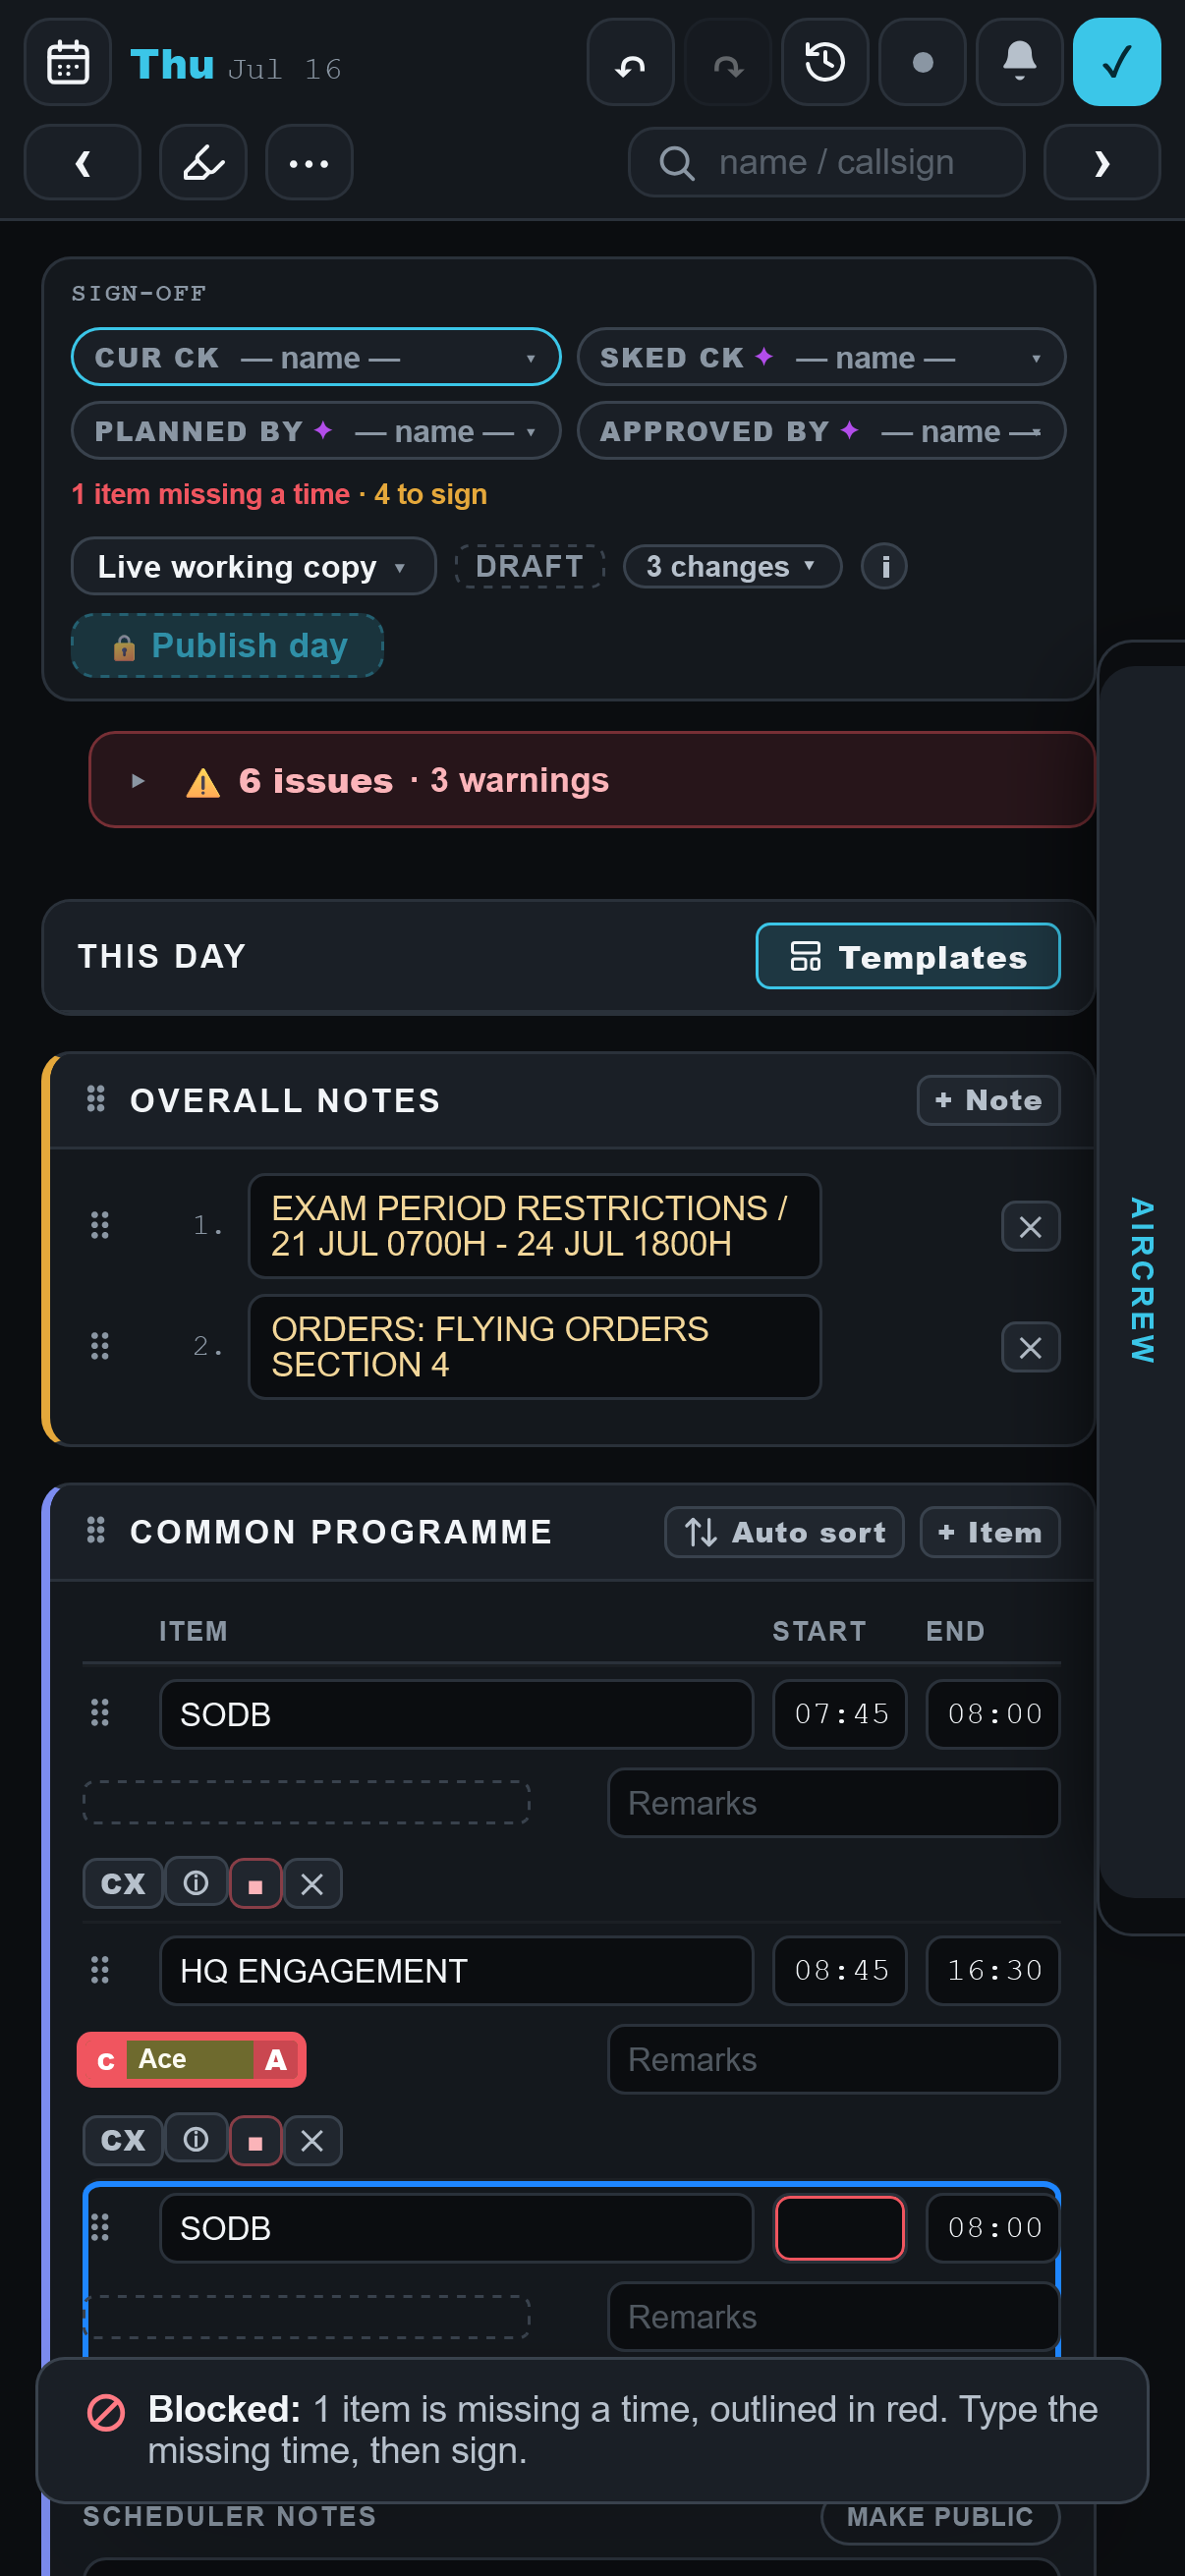 Thu Jul 16
name / callsign
SIGN-OFF
CUR CK — name —
SKED CK — name —
PLANNED BY — name —
APPROVED BY — name —
1 item missing a time · 4 to sign
Live working copy
DRAFT
3 changes
i
Publish day
6 issues · 3 warnings
THIS DAY
Templates
OVERALL NOTES
+ Note
1. EXAM PERIOD RESTRICTIONS /
21 JUL 0700H - 24 JUL 1800H
2. ORDERS: FLYING ORDERS
SECTION 4
AIRCREW
COMMON PROGRAMME
Auto sort
+ Item
ITEM START END
SODB 07:45 08:00
Remarks
CX
HQ ENGAGEMENT 08:45 16:30
c Ace A
Remarks
CX
SODB 08:00
Remarks
Blocked: 1 item is missing a time, outlined in red. Type the
missing time, then sign.
SCHEDULER NOTES
MAKE PUBLIC